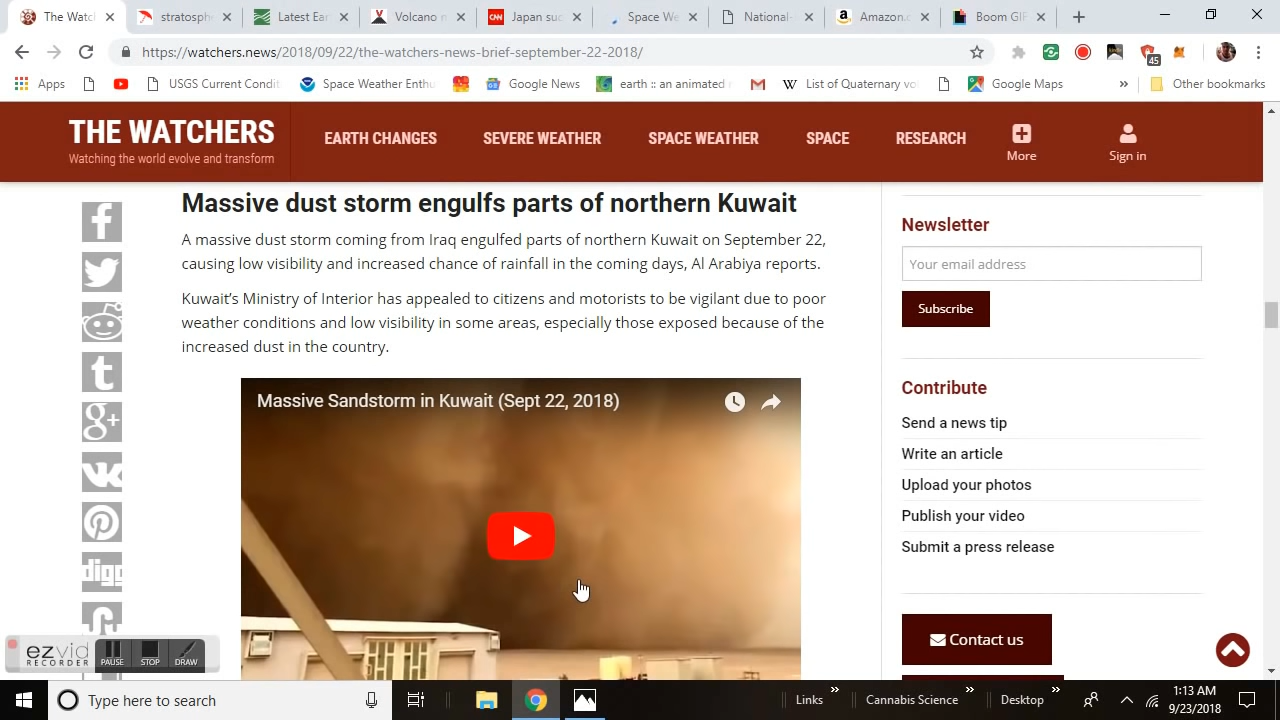 The Watc
stratosph
Latest Ear
Volcano n
Japan suc
Space We
National-
Amazon.c
Boom GIF
https://watchers.news/2018/09/22/the-watchers-news-brief-september-22-2018/
45
Apps
USGS Current Condit
Space Weather Enthu
Google News
earth :: an animated
List of Quaternary vo
Google Maps
»
Other bookmarks
THE WATCHERS
Watching the world evolve and transform
EARTH CHANGES
SEVERE WEATHER
SPACE WEATHER
SPACE
RESEARCH
More
Sign in
Massive dust storm engulfs parts of northern Kuwait
A massive dust storm coming from Iraq engulfed parts of northern Kuwait on September 22,
causing low visibility and increased chance of rainfall in the coming days, Al Arabiya reports.
Kuwait's Ministry of Interior has appealed to citizens and motorists to be vigilant due to poor
weather conditions and low visibility in some areas, especially those exposed because of the
increased dust in the country.
Massive Sandstorm in Kuwait (Sept 22, 2018)
Newsletter
Your email address
Subscribe
Contribute
Send a news tip
Write an article
Upload your photos
Publish your video
Submit a press release
Contact us
digg
ezvid
RECORDER
PAUSE
STOP
DRAW
Type here to search
Links
Cannabis Science
Desktop
1:13 AM
9/23/2018